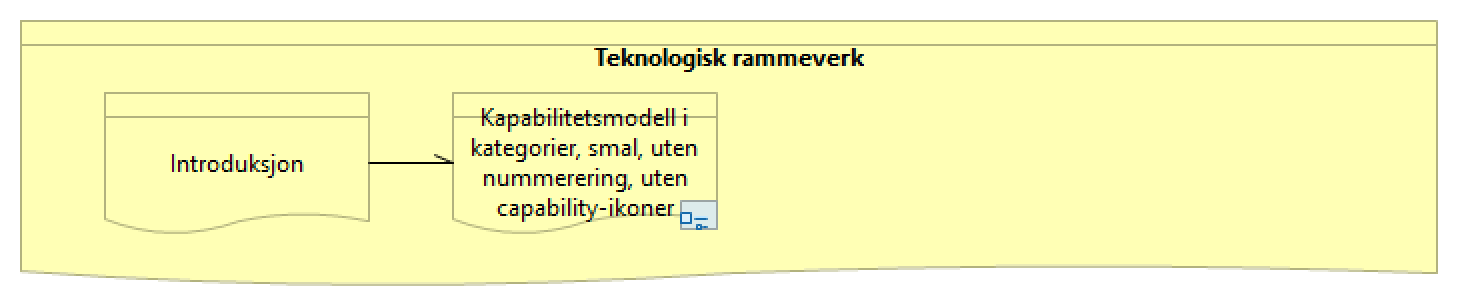 Teknologisk rammeverk
Introduksjon
Kapabilitetsmodell i
kategorier, smal, uten
nummerering, uten
capability-ikoner